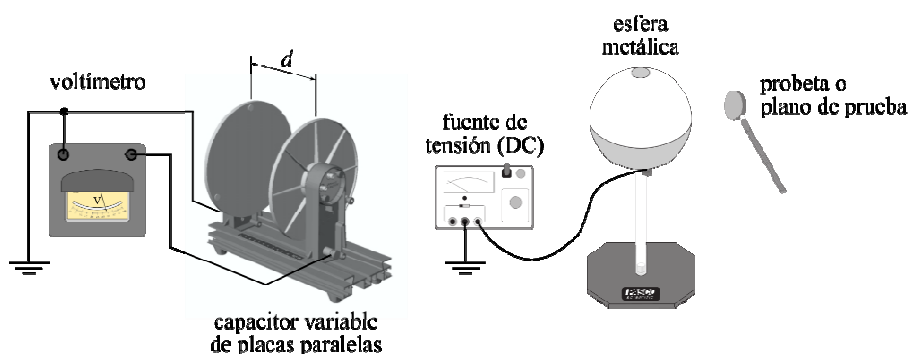 esfera
metálica
d
voltímetro
probeta o
plano de prueba
fuente de
tensión (DC)
V
PASCO
capacitor variable
de placas paralelas